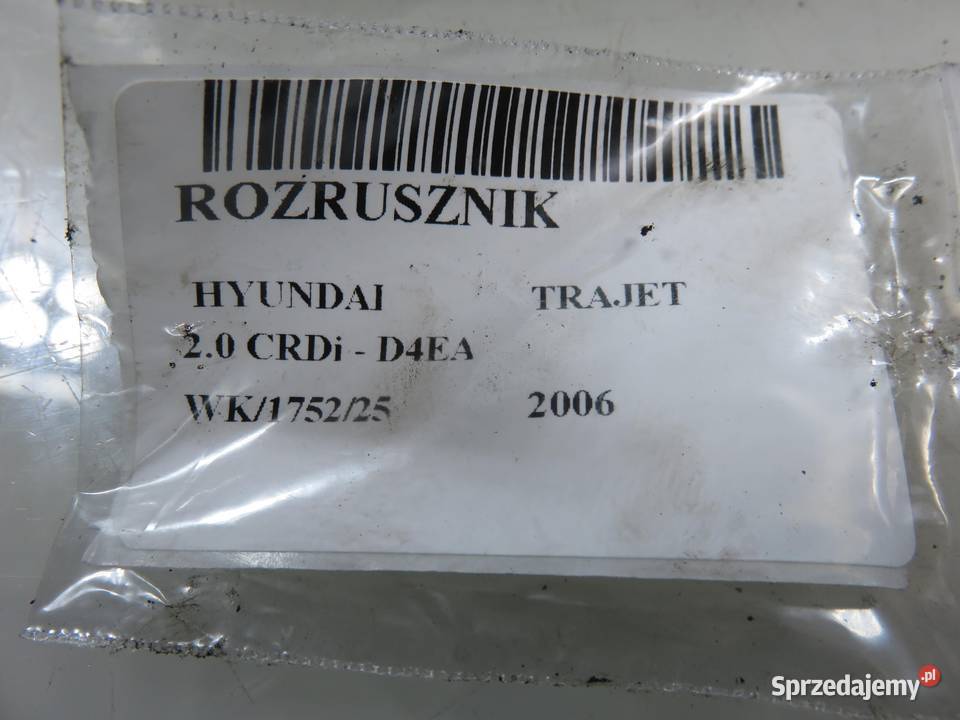 ROZRUSZNIK
HYUNDAI TRAJET
2.0 CRDi - D4EA
WK/1752/25 2006
Sprzedajemy.pl